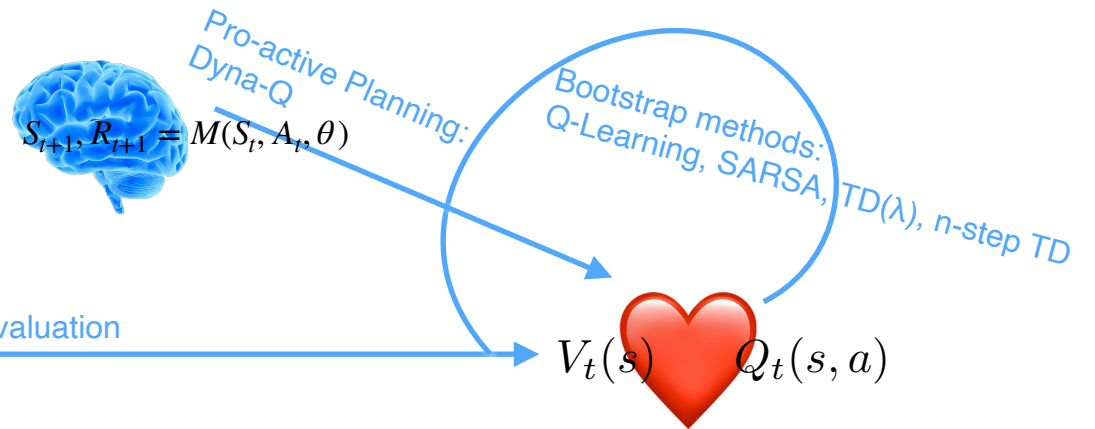 Pro-active Planning:
Dyna-Q
Bootstrap methods:
Q-Learning, SARSA, TD(λ), n-step TD
S_{t+1}, R_{t+1} = M(S_t, A_t, θ)
valuation
V_t(s)
Q_t(s, a)